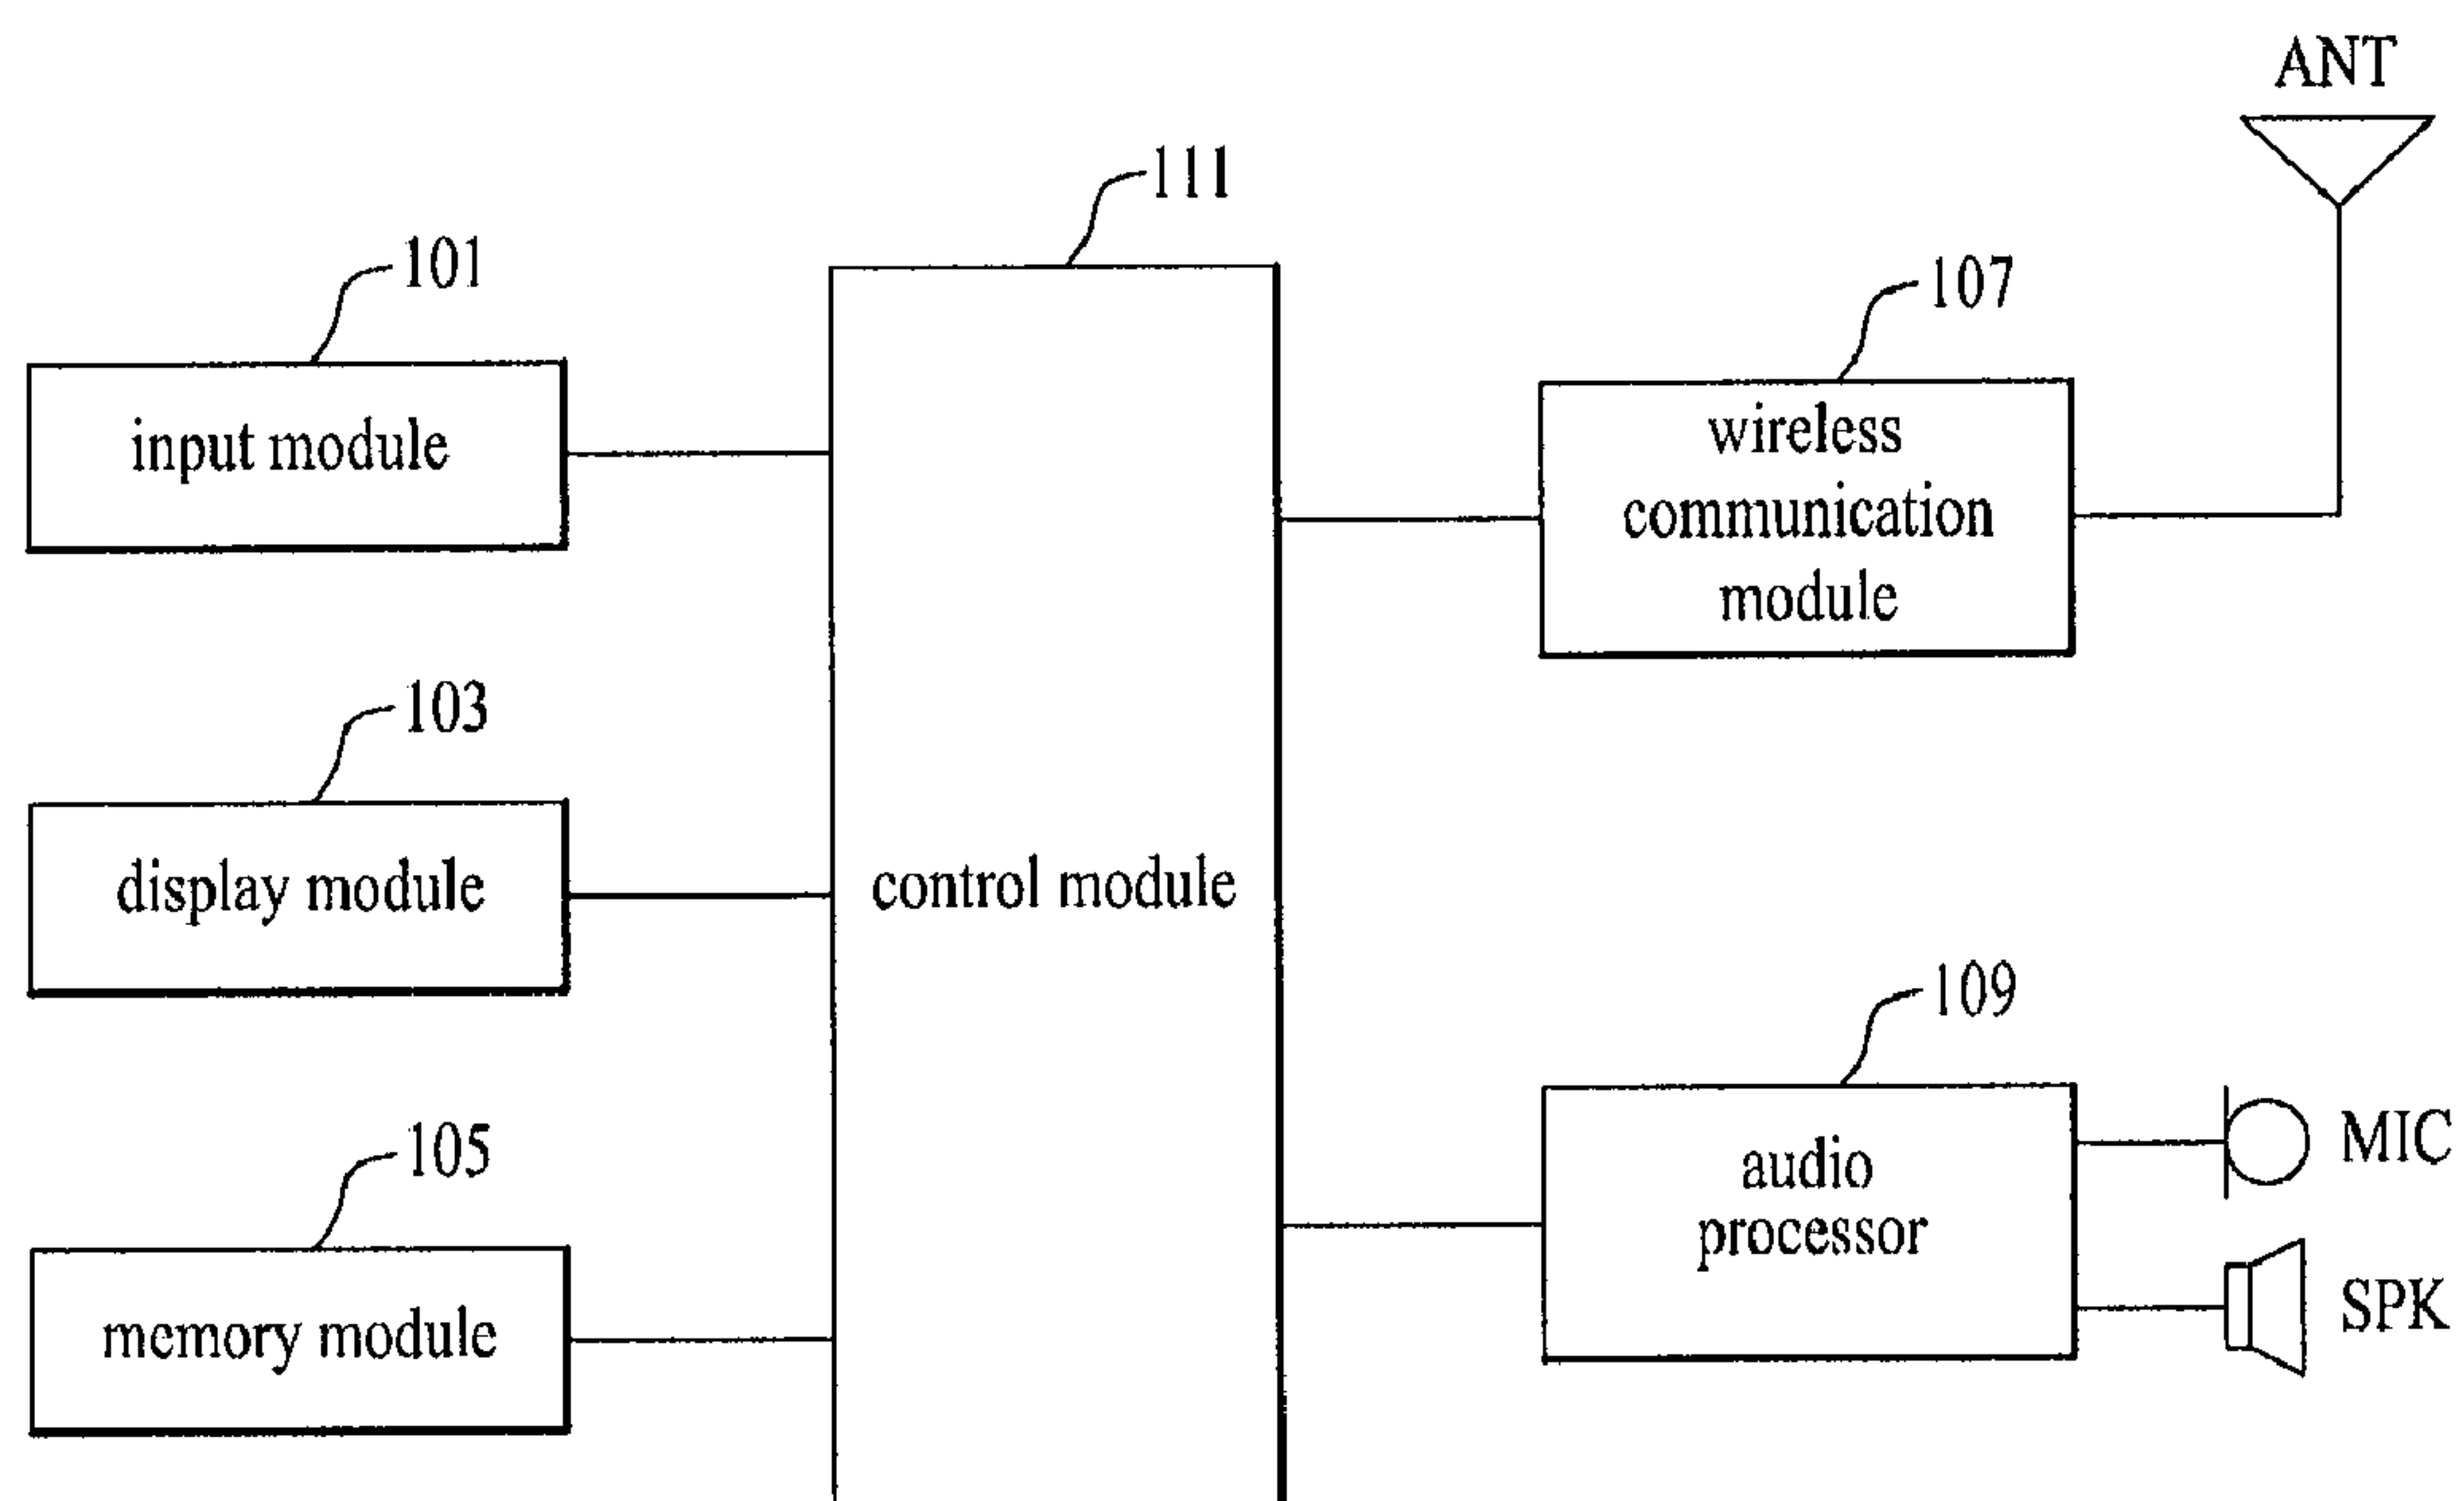 ANT
111
101
107
input module
wireless
communication
module
103
display module
control module
109
105
audio
processor
MIC
memory module
SPK